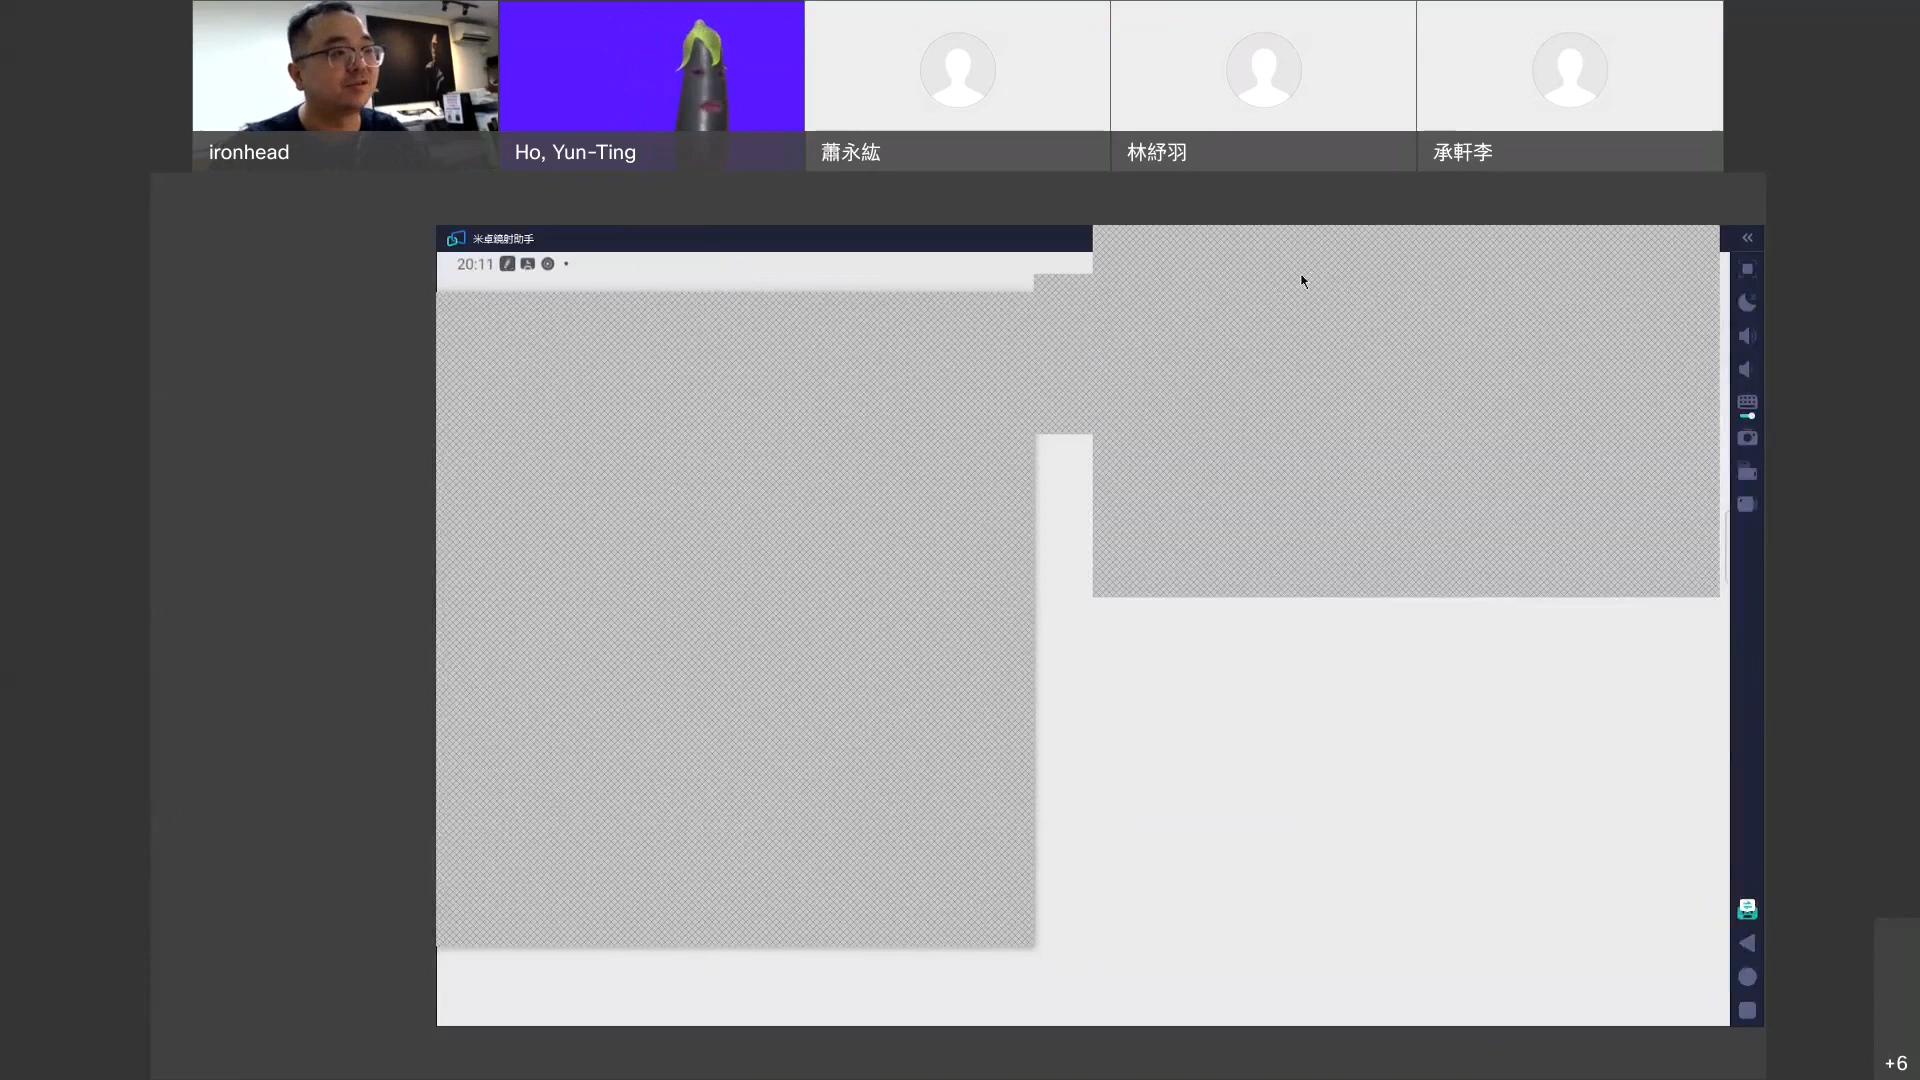 ironhead
Ho, Yun-Ting
蕭永紘
林紓羽
承軒李
米卓鏡射助手
20:11
+6